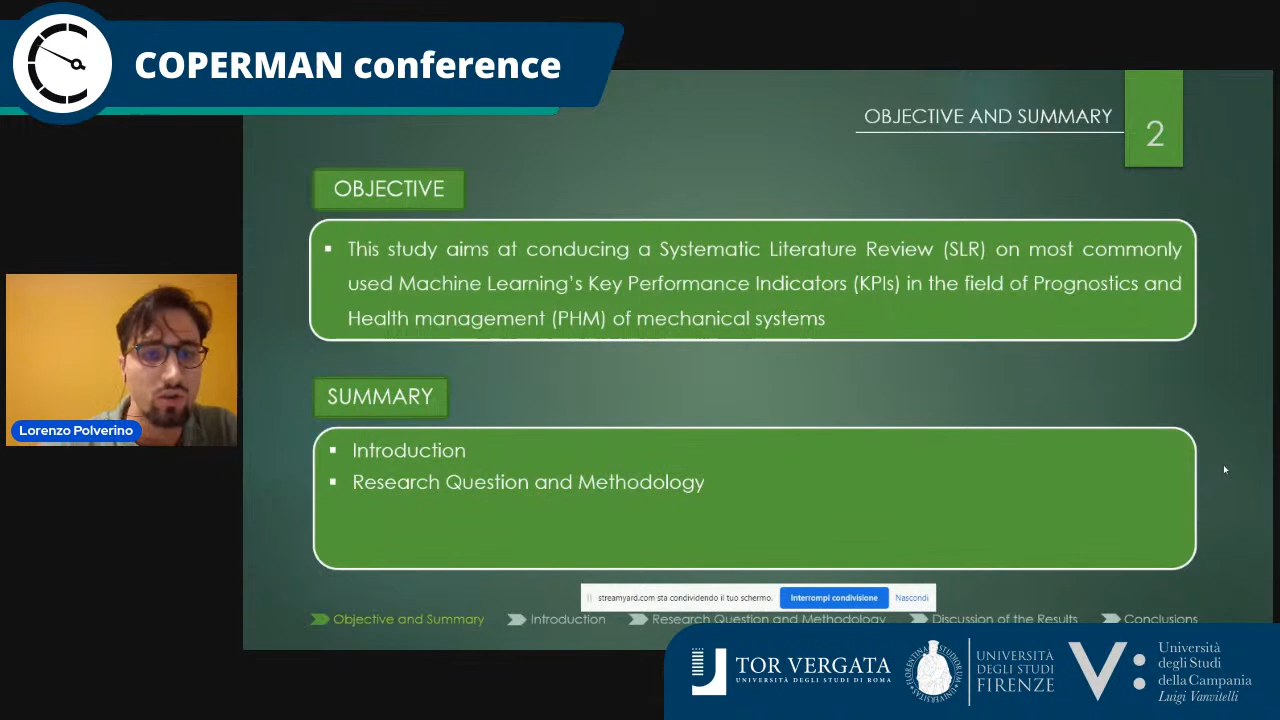 COPERMAN conference
OBJECTIVE AND SUMMARY
2
OBJECTIVE
▪ This study aims at conducing a Systematic Literature Review (SLR) on most commonly
used Machine Learning's Key Performance Indicators (KPIs) in the field of Prognostics and
Health management (PHM) of mechanical systems
Lorenzo Polverino
SUMMARY
▪ Introduction
▪ Research Question and Methodology
streamyard.com sta condividendo il tuo schermo. Interrompi condivisione Nascondi
Objective and Summary Introduction Research Question and Methodology Discussion of the Results Conclusions
TOR VERGATA
UNIVERSITÀ DEGLI STUDI DI ROMA
UNIVERSITÀ
DEGLI STUDI
FIRENZE
V:
Università
degli Studi
della Campania
Luigi Vanvitelli